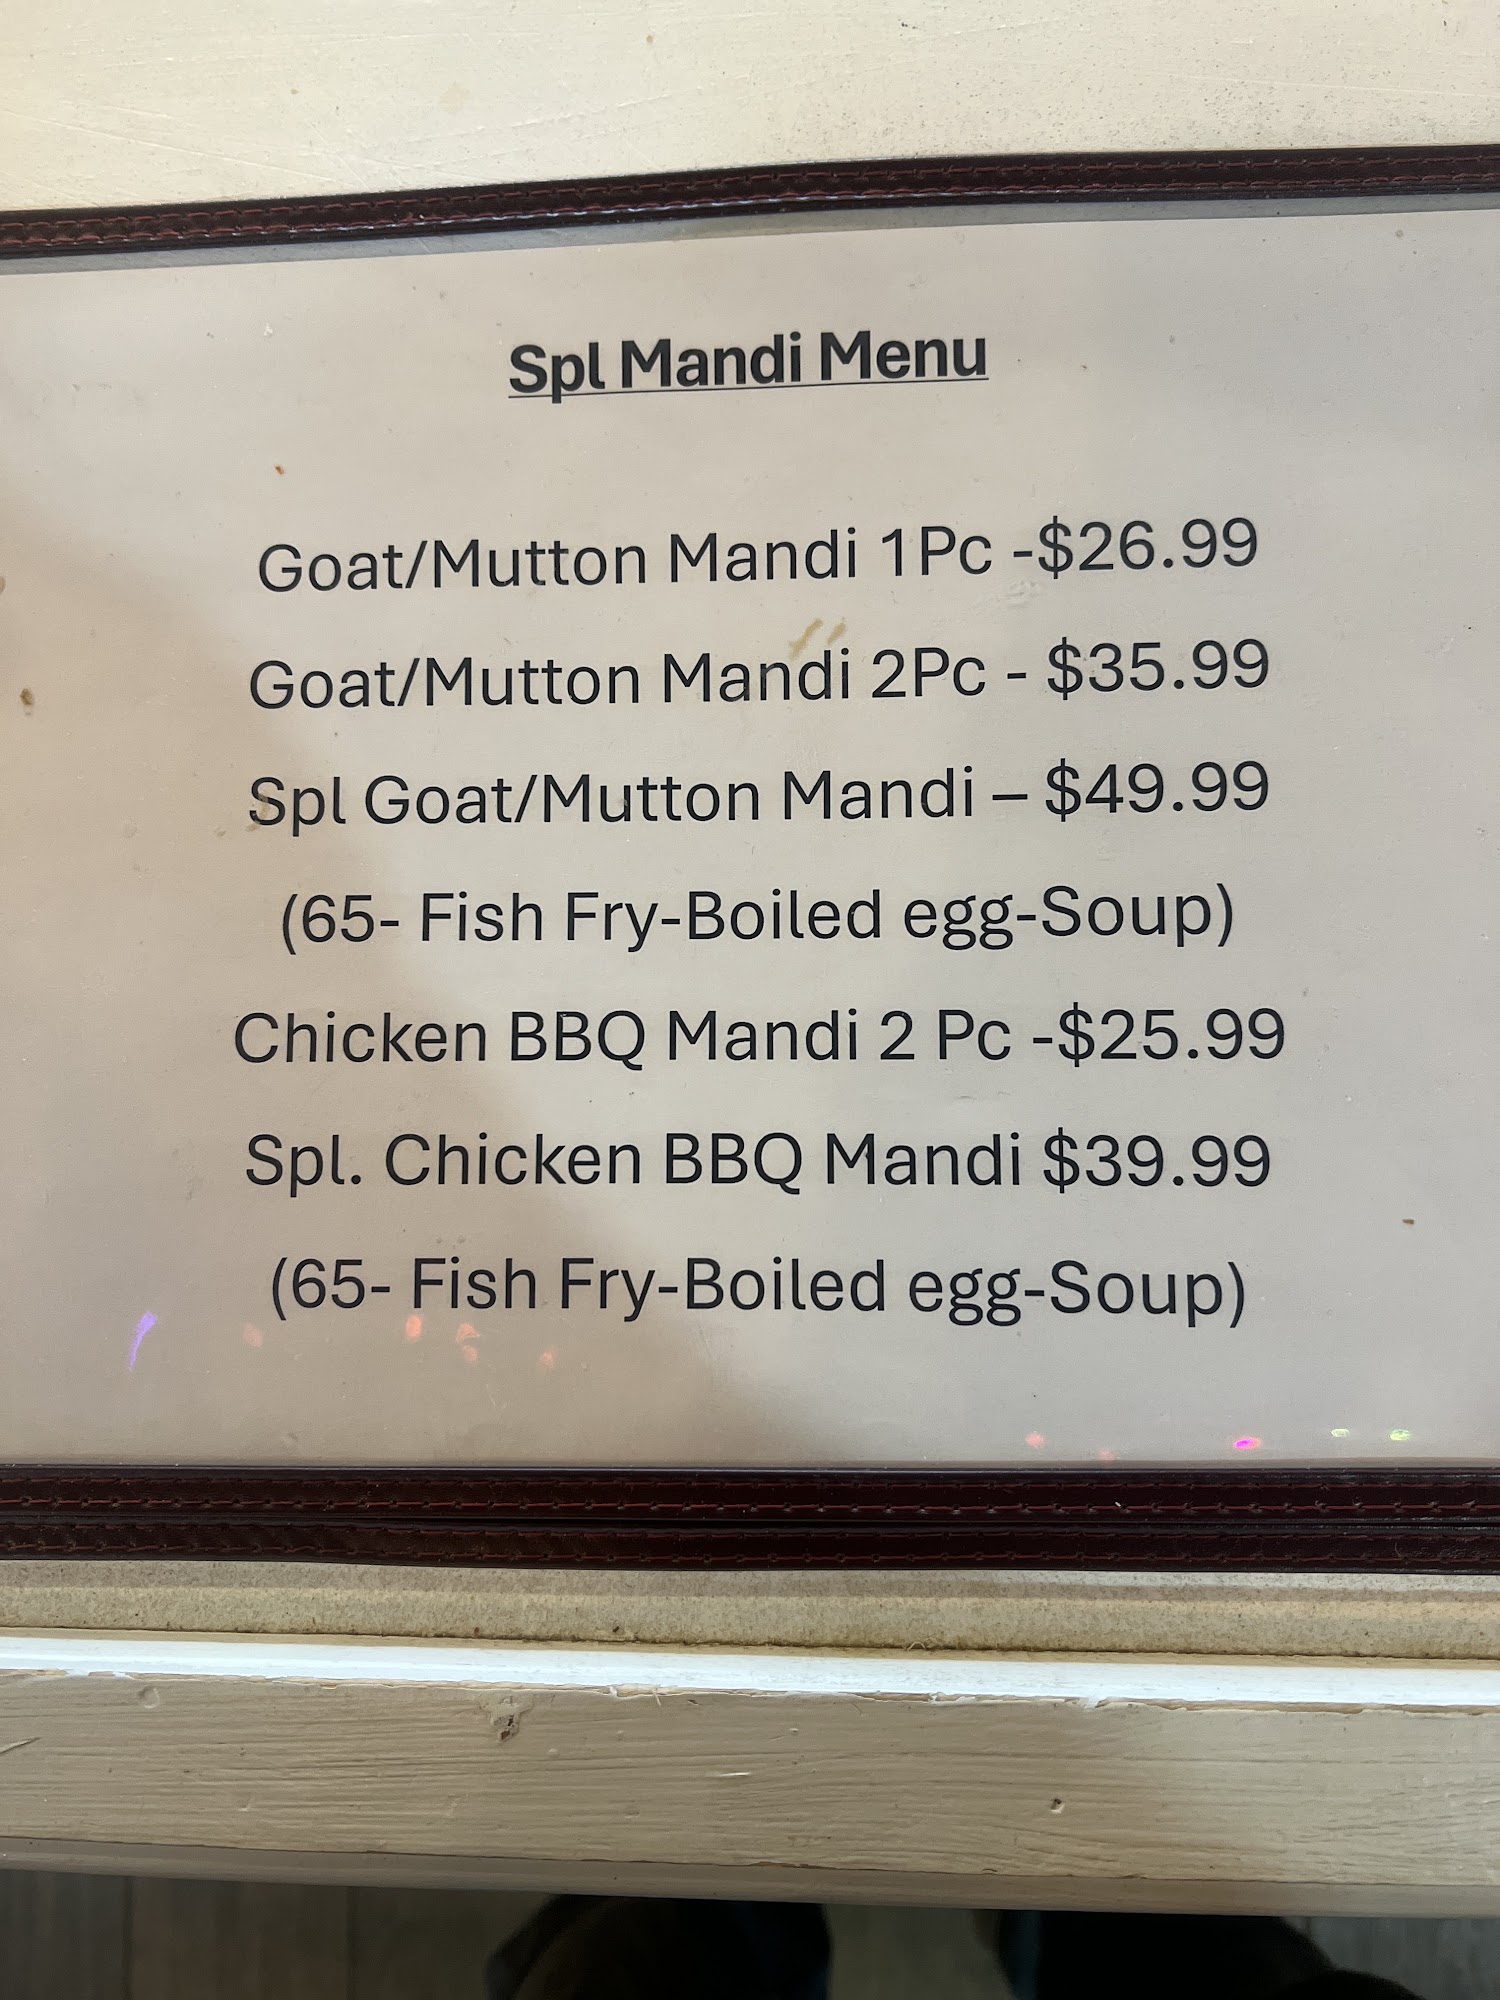 Spl Mandi Menu
Goat/Mutton Mandi 1Pc -$26.99
Goat/Mutton Mandi 2Pc - $35.99
Spl Goat/Mutton Mandi – $49.99
(65- Fish Fry-Boiled egg-Soup)
Chicken BBQ Mandi 2 Pc -$25.99
Spl. Chicken BBQ Mandi $39.99
(65- Fish Fry-Boiled egg-Soup)